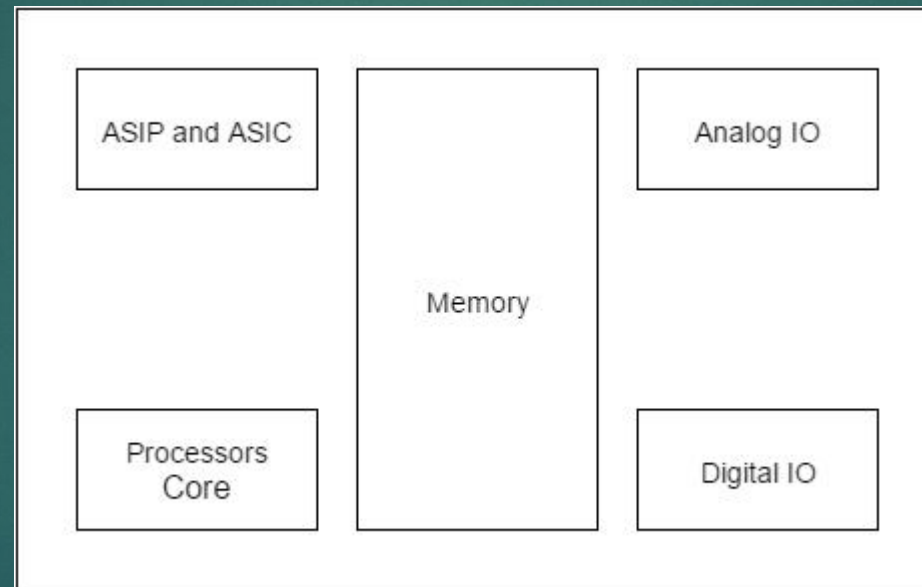 ASIP and ASIC
Analog IO
Memory
Processors
Core
Digital IO